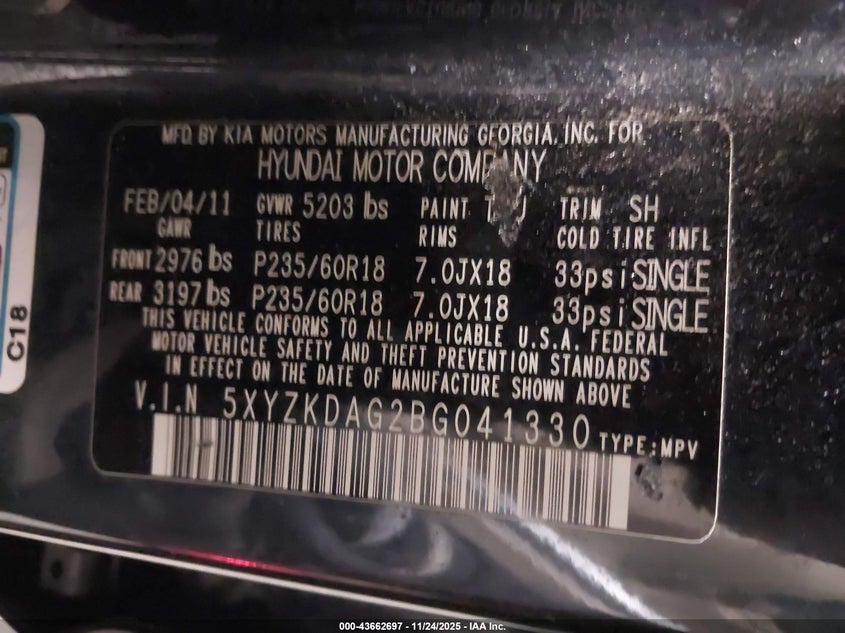 MFD BY KIA MOTORS MANUFACTURING GEORGIA, INC. FOR
HYUNDAI MOTOR COMPANY
FEB/04/11 GVWR 5203 lbs PAINT TRIM SH
GAWR TIRES RIMS COLD TIRE INFL
FRONT 2976 lbs P235/60R18 7.0JX18 33psi SINGLE
REAR 3197 lbs P235/60R18 7.0JX18 33psi SINGLE
THIS VEHICLE CONFORMS TO ALL APPLICABLE U.S.A. FEDERAL
MOTOR VEHICLE SAFETY AND THEFT PREVENTION STANDARDS
IN EFFECT ON THE DATE OF MANUFACTURE SHOWN ABOVE
V.I.N 5XYZKDAG2BG041330 TYPE:MPV
C18
000-43662697 - 11/24/2025 - IAA Inc.